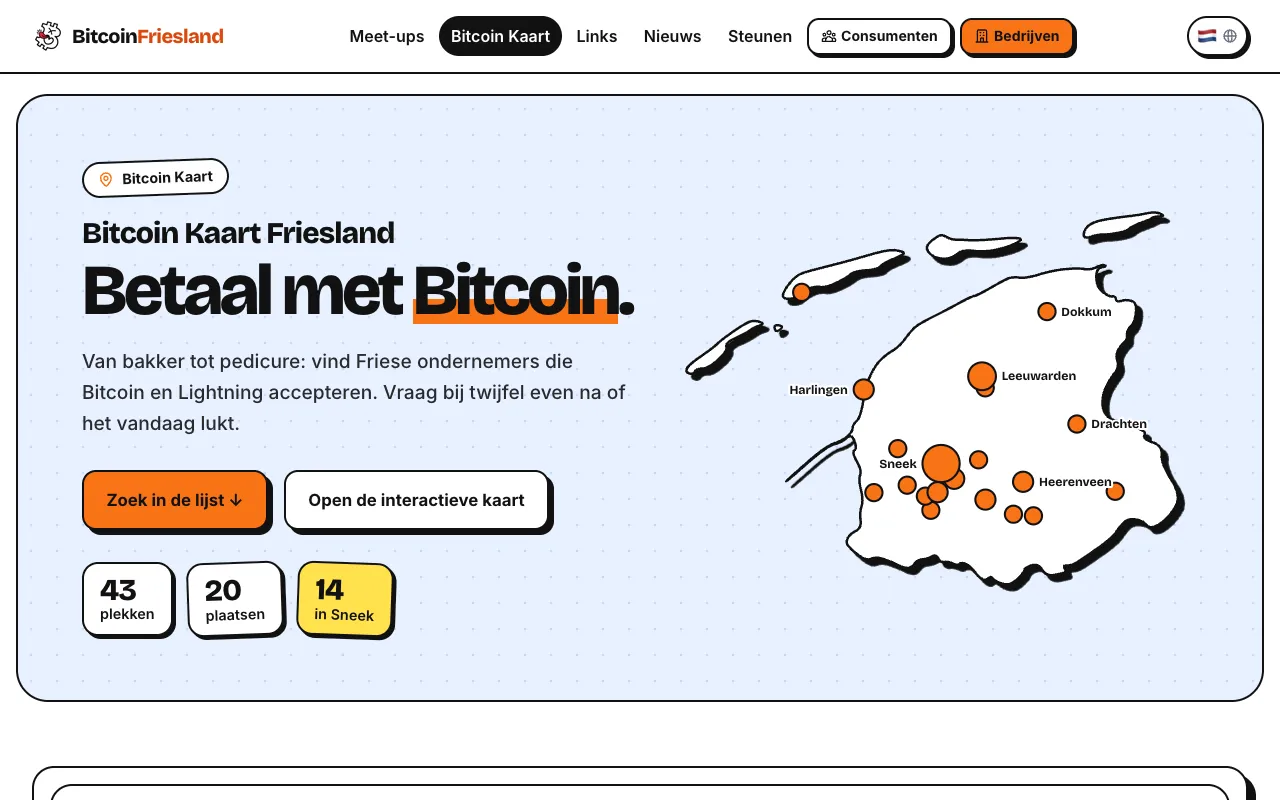 BitcoinFriesland
Meet-ups
Bitcoin Kaart
Links
Nieuws
Steunen
Consumenten
Bedrijven
Bitcoin Kaart
Bitcoin Kaart Friesland
Betaal met Bitcoin.
Van bakker tot pedicure: vind Friese ondernemers die
Bitcoin en Lightning accepteren. Vraag bij twijfel even na of
het vandaag lukt.
Zoek in de lijst ↓
Open de interactieve kaart
43
plekken
20
plaatsen
14
in Sneek
Dokkum
Leeuwarden
Harlingen
Drachten
Sneek
Heerenveen